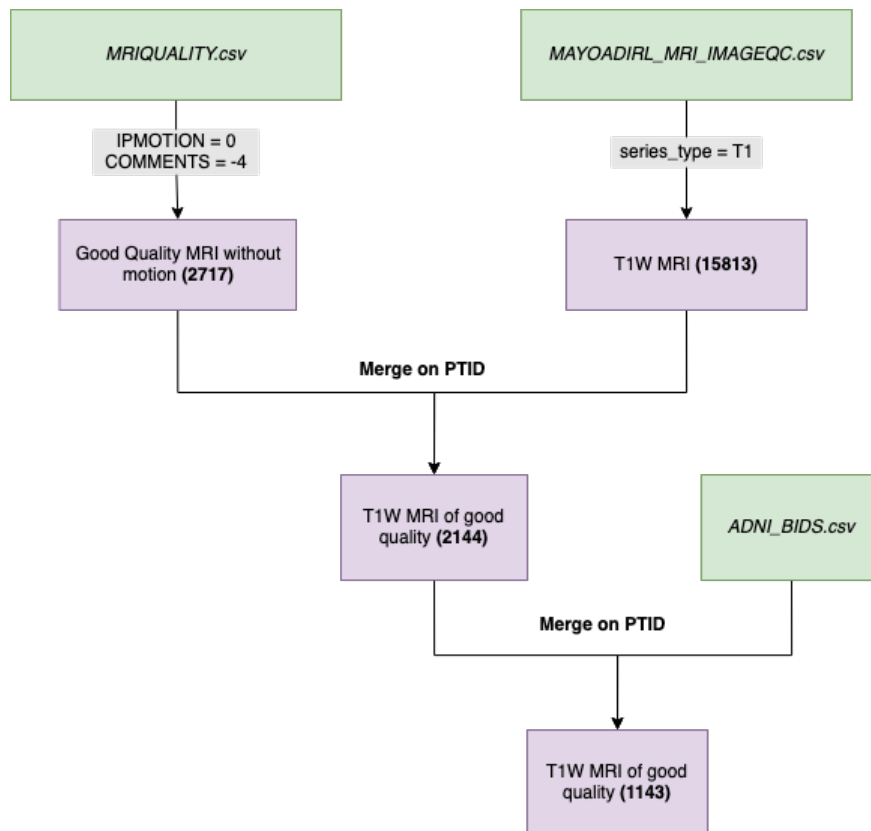 MRIQUALITY.csv
MAYOADIRL_MRI_IMAGEQC.csv
IPMOTION = 0
COMMENTS = -4
series_type = T1
Good Quality MRI without
motion (2717)
T1W MRI (15813)
Merge on PTID
T1W MRI of good
quality (2144)
ADNI_BIDS.csv
Merge on PTID
T1W MRI of good
quality (1143)